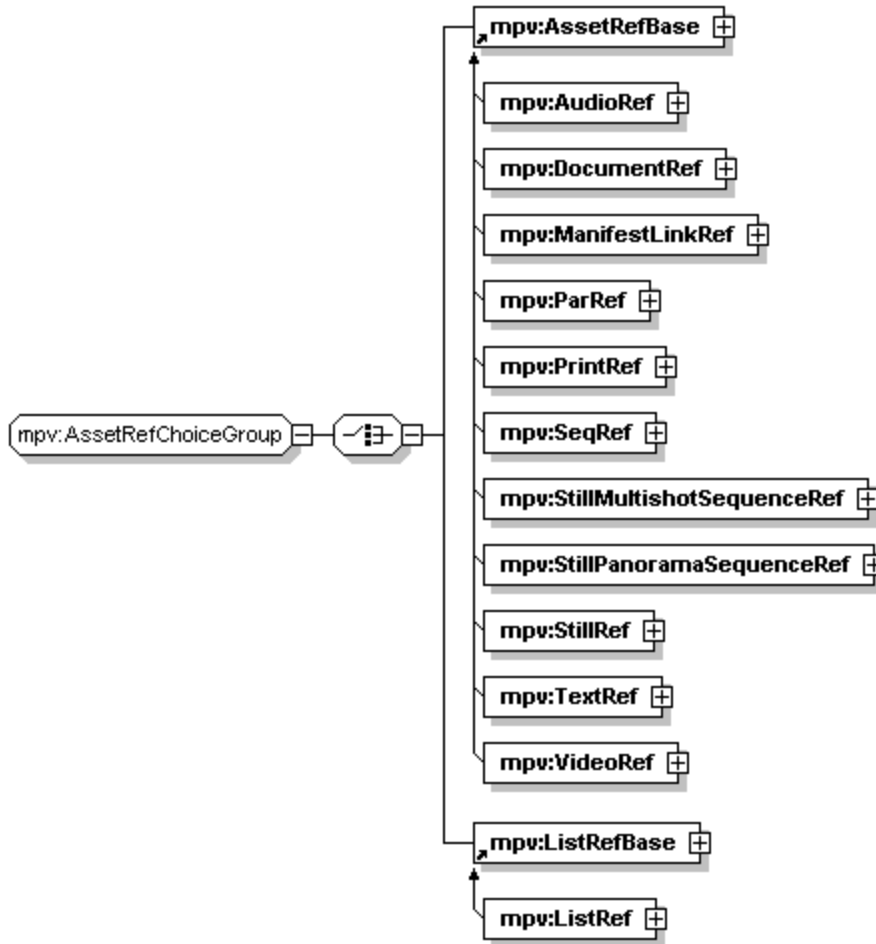 mpv:AssetRefBase
mpv:AudioRef
mpv:DocumentRef
mpv:ManifestLinkRef
mpv:ParRef
mpv:PrintRef
mpv:AssetRefChoiceGroup
mpv:SeqRef
mpv:StillMultishotSequenceRef
mpv:StillPanoramaSequenceRef
mpv:StillRef
mpv:TextRef
mpv:VideoRef
mpv:ListRefBase
mpv:ListRef